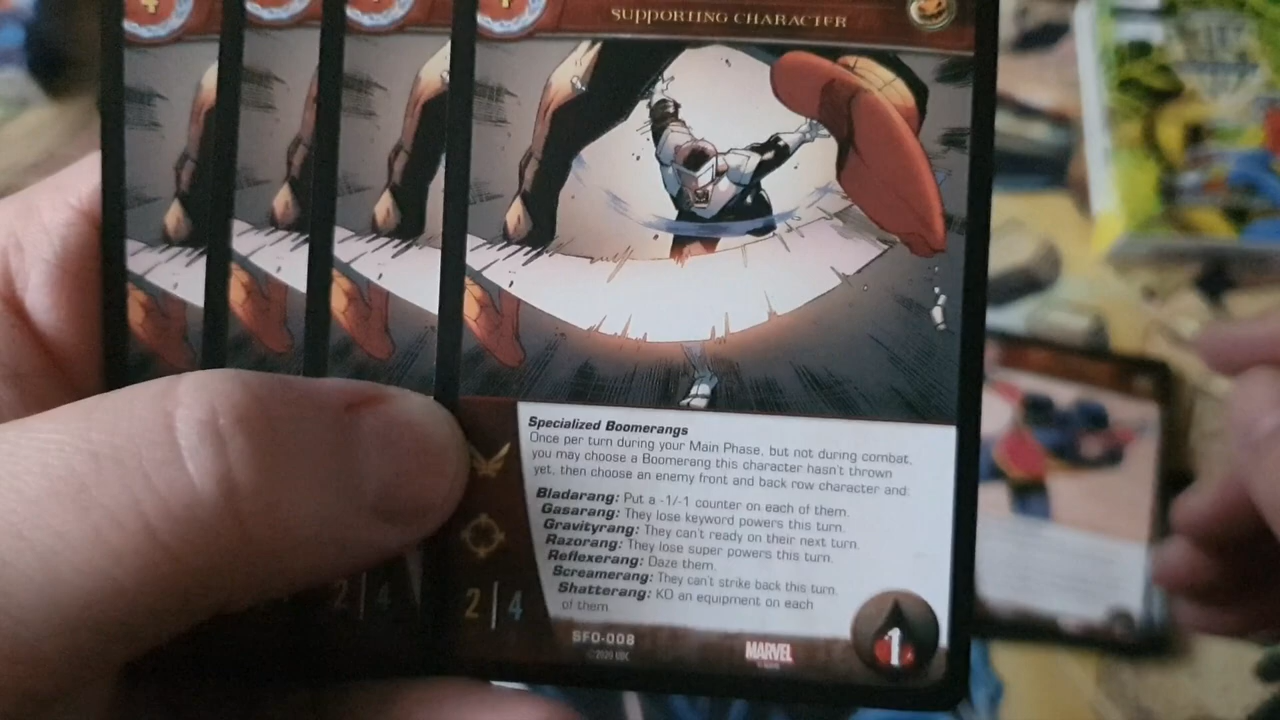 SUPPORTING CHARACTER
Specialized Boomerangs
Once per turn during your Main Phase, but not during combat,
you may choose a Boomerang this character hasn't thrown
yet, then choose an enemy front and back row character and:
Bladarang: Put a -1/-1 counter on each of them.
Gasarang: They lose keyword powers this turn.
Gravityrang: They can't ready on their next turn.
Razorang: They lose super powers this turn.
Reflexerang: Daze them.
Screamerang: They can't strike back this turn.
Shatterang: KO an equipment on each
of them.
2 | 4
2 | 4
1
SFO-008
MARVEL